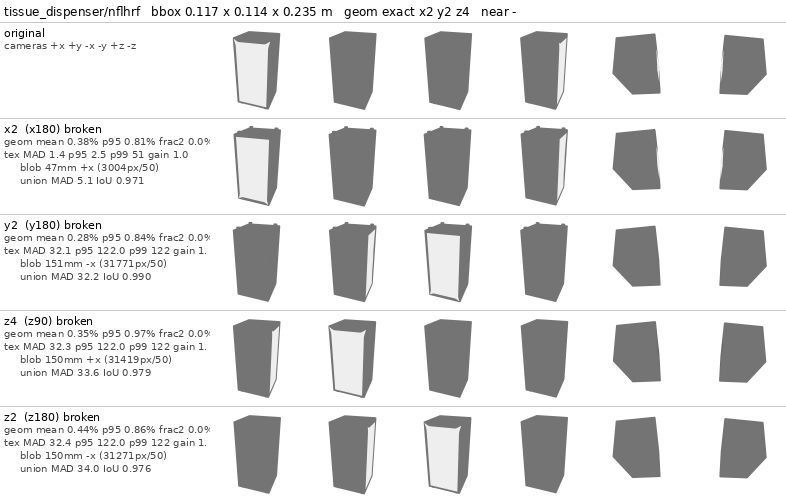 tissue_dispenser/nflhrf bbox 0.117 x 0.114 x 0.235 m geom exact x2 y2 z4 near -
original
cameras +x +y -x -y +z -z
x2 (x180) broken
geom mean 0.38% p95 0.81% frac2 0.0%
tex MAD 1.4 p95 2.5 p99 51 gain 1.0
blob 47mm +x (3004px/50)
union MAD 5.1 IoU 0.971
y2 (y180) broken
geom mean 0.28% p95 0.84% frac2 0.0%
tex MAD 32.1 p95 122.0 p99 122 gain 1.
blob 151mm -x (31771px/50)
union MAD 32.2 IoU 0.990
z4 (z90) broken
geom mean 0.35% p95 0.97% frac2 0.0%
tex MAD 32.3 p95 122.0 p99 122 gain 1.
blob 150mm +x (31419px/50)
union MAD 33.6 IoU 0.979
z2 (z180) broken
geom mean 0.44% p95 0.86% frac2 0.0%
tex MAD 32.4 p95 122.0 p99 122 gain 1.
blob 150mm -x (31271px/50)
union MAD 34.0 IoU 0.976